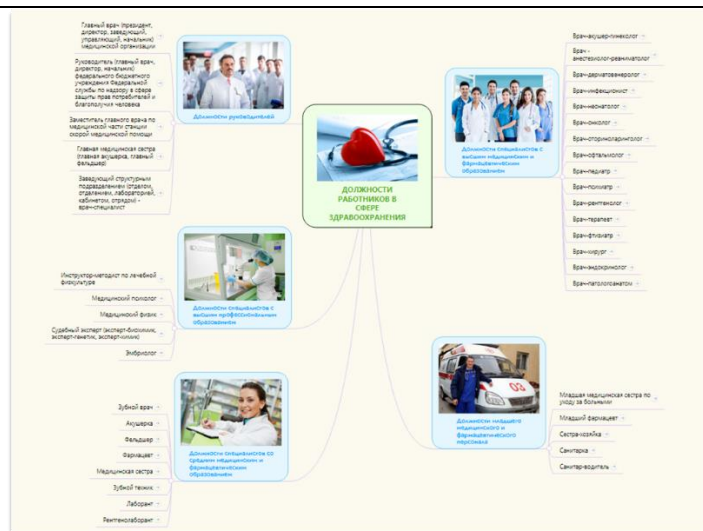 ДОЛЖНОСТИ
РАБОТНИКОВ В
СФЕРЕ
ЗДРАВООХРАНЕНИЯ
Должности руководителей
Главный врач (президент,
директор, заведующий,
управляющий, начальник)
медицинской организации
Руководитель (главный врач,
директор, начальник)
федерального бюджетного
учреждения Федеральной
службы по надзору в сфере
защиты прав потребителей и
благополучия человека
Заместитель главного врача по
медицинской части станции
скорой медицинской помощи
Главная медицинская сестра
(главная акушерка, главный
фельдшер)
Заведующий структурным
подразделением (отделом,
отделением, лабораторией,
кабинетом, отрядом) -
врач-специалист
Должности специалистов с
высшим профессиональным
образованием
Инструктор-методист по лечебной
физкультуре
Медицинский психолог
Медицинский физик
Судебный эксперт (эксперт-биохимик,
эксперт-генетик, эксперт-химик)
Эмбриолог
Должности специалистов со
средним медицинским и
фармацевтическим
образованием
Зубной врач
Акушерка
Фельдшер
Фармацевт
Медицинская сестра
Зубной техник
Лаборант
Рентгенолаборант
Должности специалистов с
высшим медицинским и
фармацевтическим
образованием
Врач-акушер-гинеколог
Врач -
анестезиолог-реаниматолог
Врач-дерматовенеролог
Врач-инфекционист
Врач-неонатолог
Врач-онколог
Врач-оториноларинголог
Врач-офтальмолог
Врач-педиатр
Врач-психиатр
Врач-рентгенолог
Врач-терапевт
Врач-фтизиатр
Врач-хирург
Врач-эндокринолог
Врач-патологоанатом
03
Должности младшего
медицинского и
фармацевтического
персонала
Младшая медицинская сестра по
уходу за больными
Младший фармацевт
Сестра-хозяйка
Санитарка
Санитар-водитель